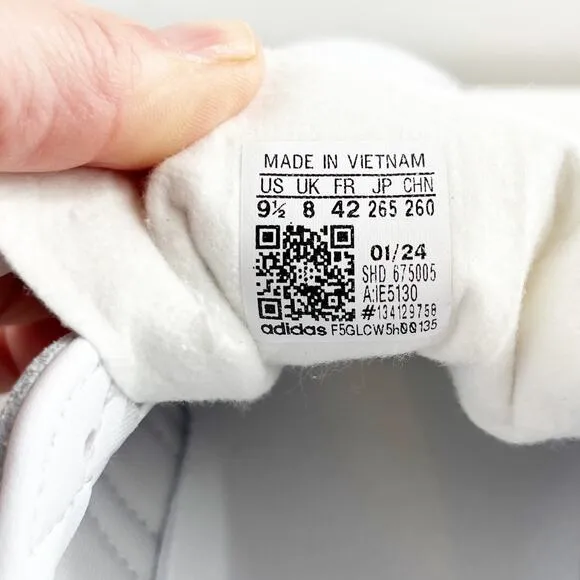 MADE IN VIETNAM
US UK FR JP CHN
9½ 8 42 265 260
01/24
SHD 675005
A:IE5130
#134129758
adidas F5GLCW5h00135